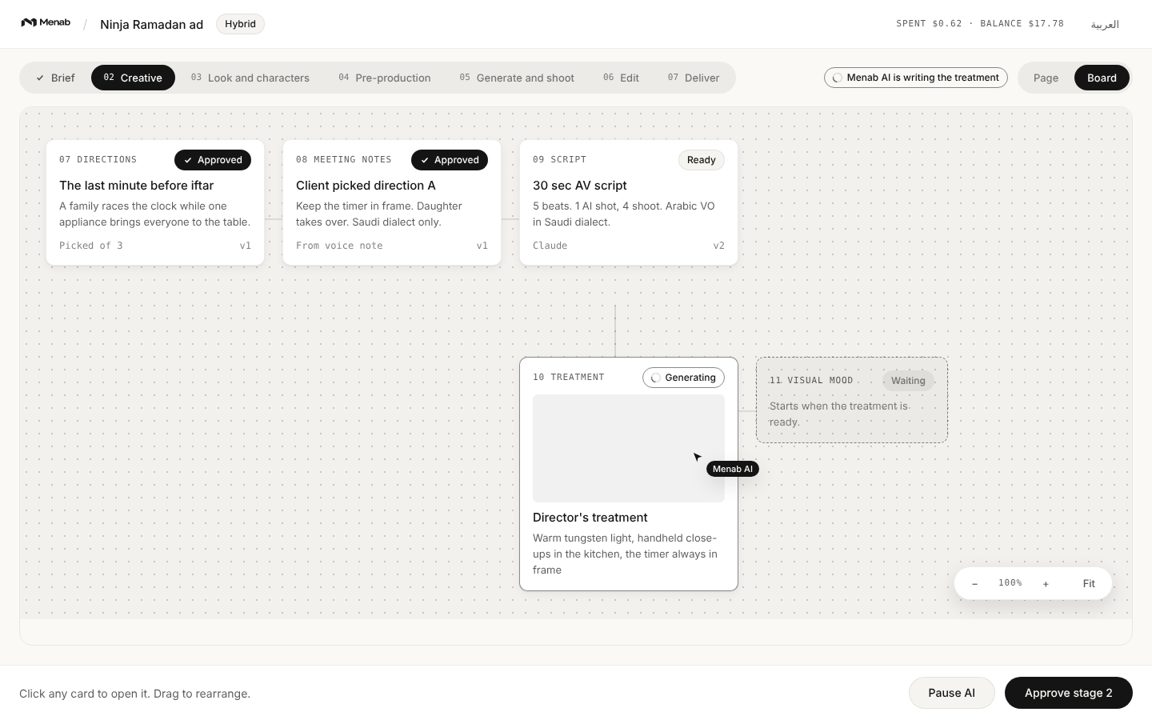 Menab / Ninja Ramadan ad Hybrid
SPENT $0.62 · BALANCE $17.78 العربية
✓ Brief 02 Creative 03 Look and characters 04 Pre-production 05 Generate and shoot 06 Edit 07 Deliver
Menab AI is writing the treatment
Page Board
07 DIRECTIONS ✓ Approved
The last minute before iftar
A family races the clock while one
appliance brings everyone to the table.
Picked of 3 v1
08 MEETING NOTES ✓ Approved
Client picked direction A
Keep the timer in frame. Daughter
takes over. Saudi dialect only.
From voice note v1
09 SCRIPT Ready
30 sec AV script
5 beats. 1 AI shot, 4 shoot. Arabic VO
in Saudi dialect.
Claude v2
10 TREATMENT Generating
Menab AI
Director's treatment
Warm tungsten light, handheld close-
ups in the kitchen, the timer always in
frame
11 VISUAL MOOD Waiting
Starts when the treatment is
ready.
− 100% + Fit
Click any card to open it. Drag to rearrange.
Pause AI Approve stage 2